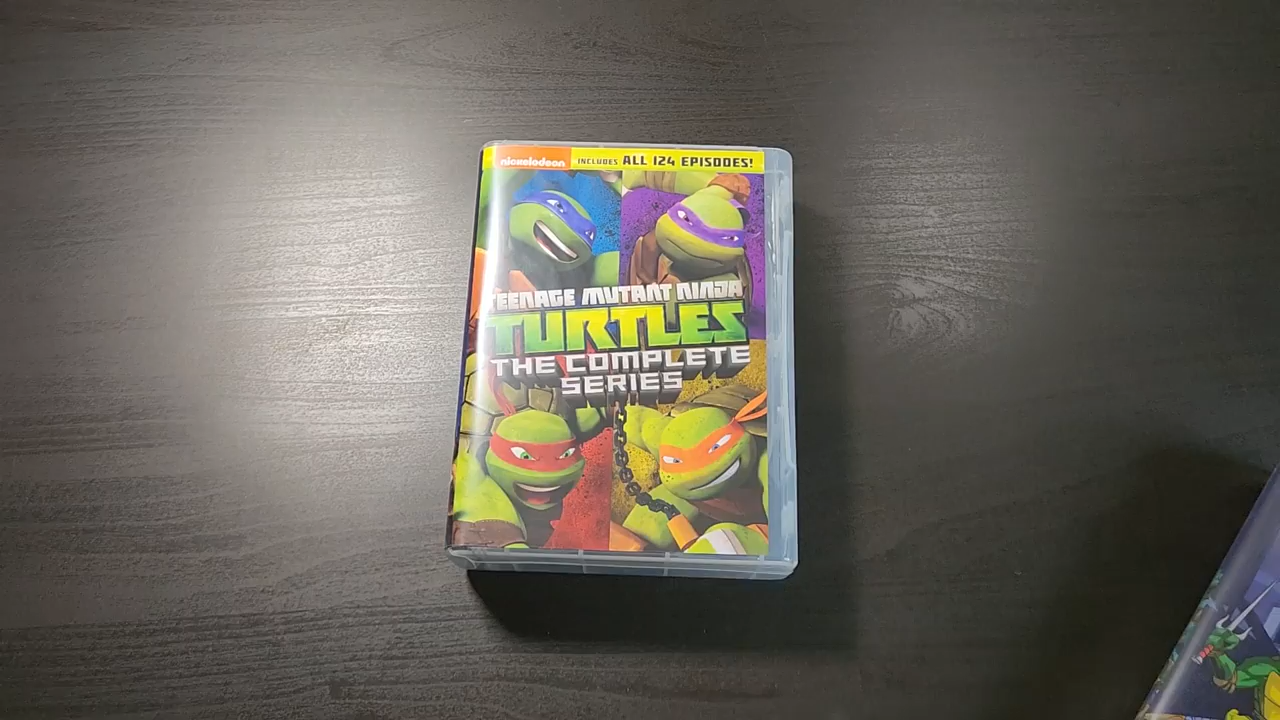 nickelodeon INCLUDES ALL 124 EPISODES!
TEENAGE MUTANT NINJA
TURTLES
THE COMPLETE
SERIES